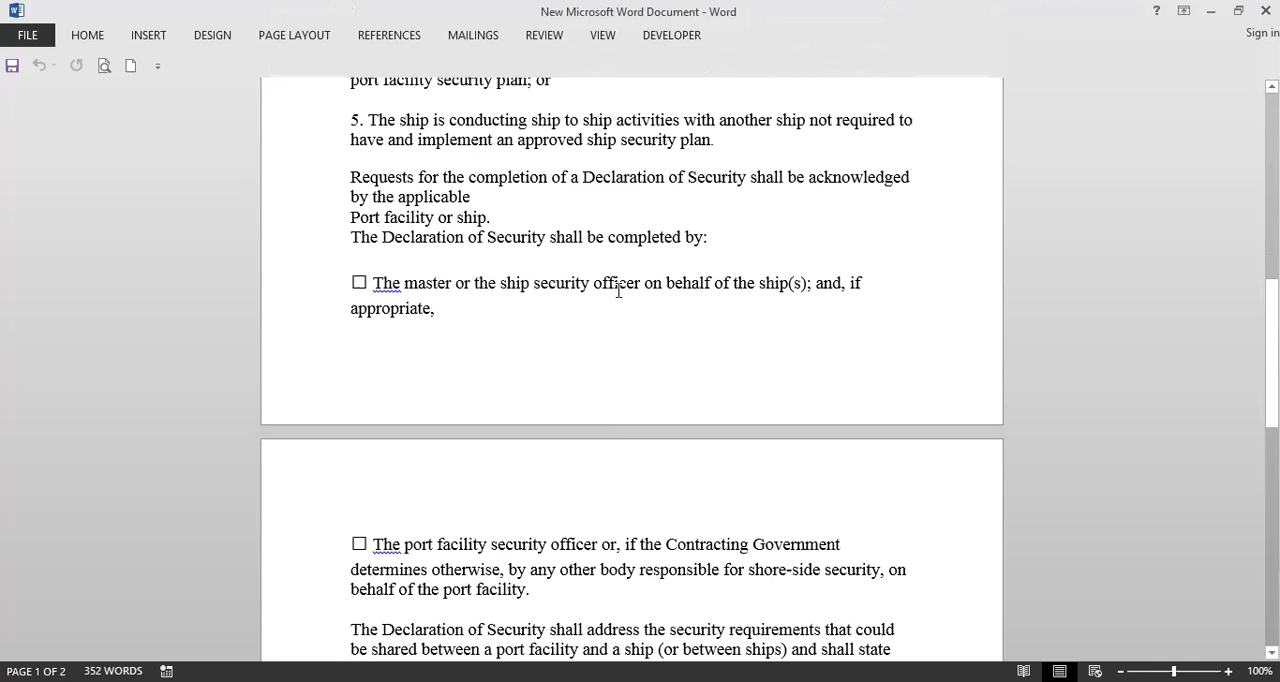 New Microsoft Word Document - Word
?
Sign in
FILE HOME INSERT DESIGN PAGE LAYOUT REFERENCES MAILINGS REVIEW VIEW DEVELOPER
port facility security plan; or
5. The ship is conducting ship to ship activities with another ship not required to
have and implement an approved ship security plan.
Requests for the completion of a Declaration of Security shall be acknowledged
by the applicable
Port facility or ship.
The Declaration of Security shall be completed by:
☐ The master or the ship security officer on behalf of the ship(s); and, if
appropriate,
☐ The port facility security officer or, if the Contracting Government
determines otherwise, by any other body responsible for shore-side security, on
behalf of the port facility.
The Declaration of Security shall address the security requirements that could
be shared between a port facility and a ship (or between ships) and shall state
PAGE 1 OF 2 352 WORDS 100%